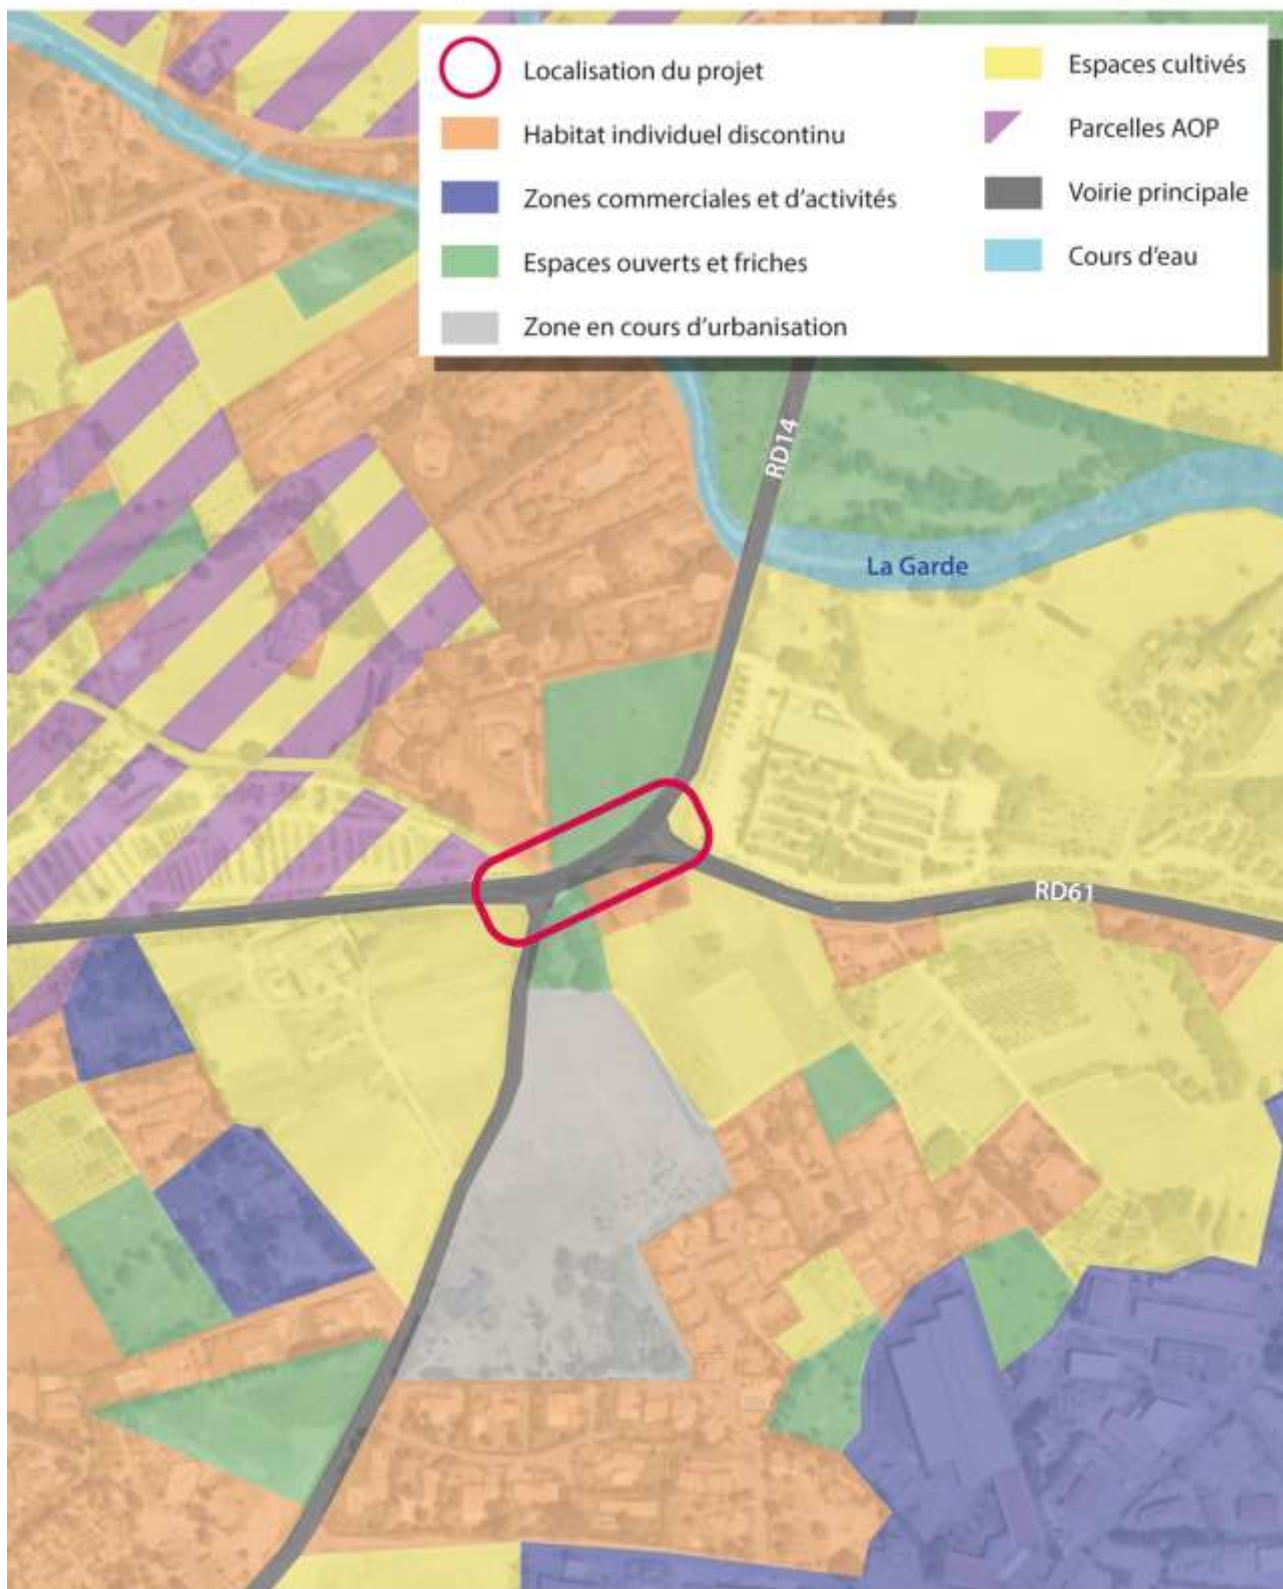 Localisation du projet
Habitat individuel discontinu
Zones commerciales et d'activités
Espaces ouverts et friches
Zone en cours d'urbanisation
Espaces cultivés
Parcelles AOP
Voirie principale
Cours d'eau
RD14
La Garde
RD61